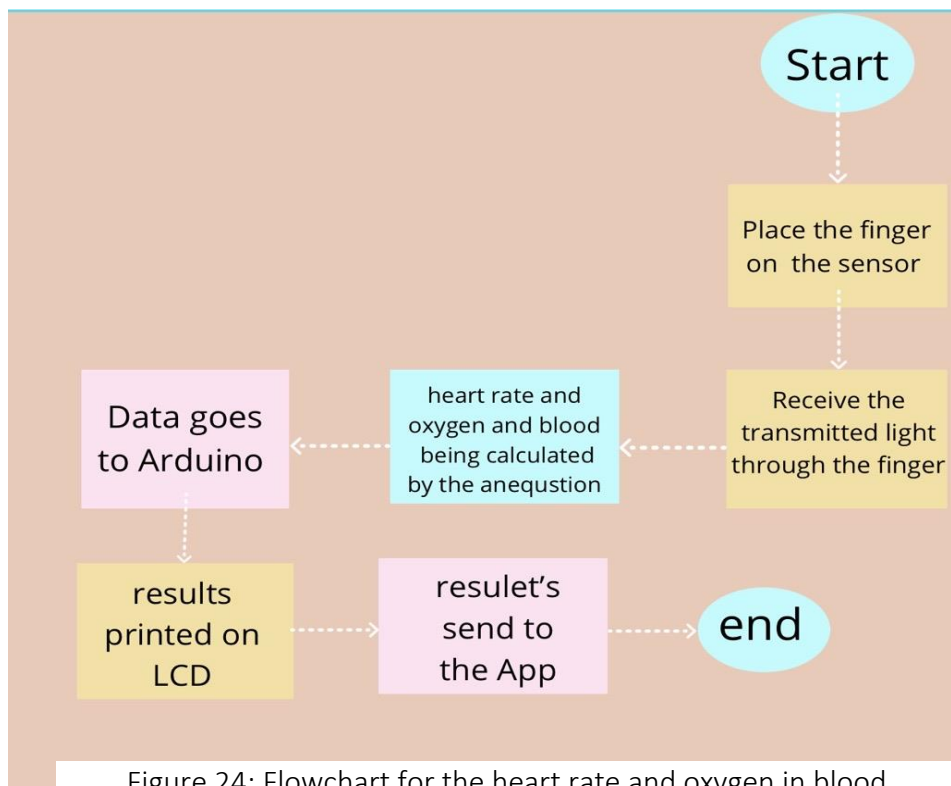 Start
Place the finger
on the sensor
Receive the
transmitted light
through the finger
heart rate and
oxygen and blood
being calculated
by the anequstion
Data goes
to Arduino
results
printed on
LCD
resulet's
send to
the App
end
Figure 24: Flowchart for the heart rate and oxygen in blood